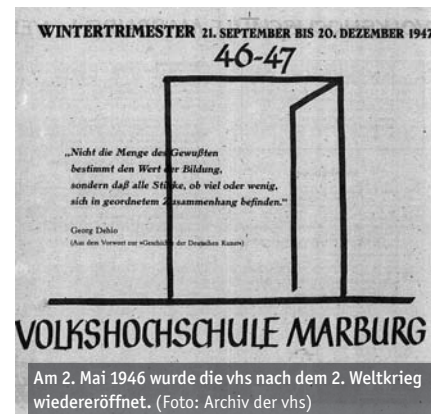 WINTERTRIMESTER 21. SEPTEMBER BIS 20. DEZEMBER 1947
46-47
„Nicht die Menge des Gewußten
bestimmt den Wert der Bildung,
sondern daß alle Stücke, ob viel oder wenig,
sich in geordnetem Zusammenhang befinden.“
Georg Dehio
(Aus dem Vorwort zur «Geschichte der Deutschen Kunst»)
VOLKSHOCHSCHULE MARBURG
Am 2. Mai 1946 wurde die vhs nach dem 2. Weltkrieg
wiedereröffnet. (Foto: Archiv der vhs)